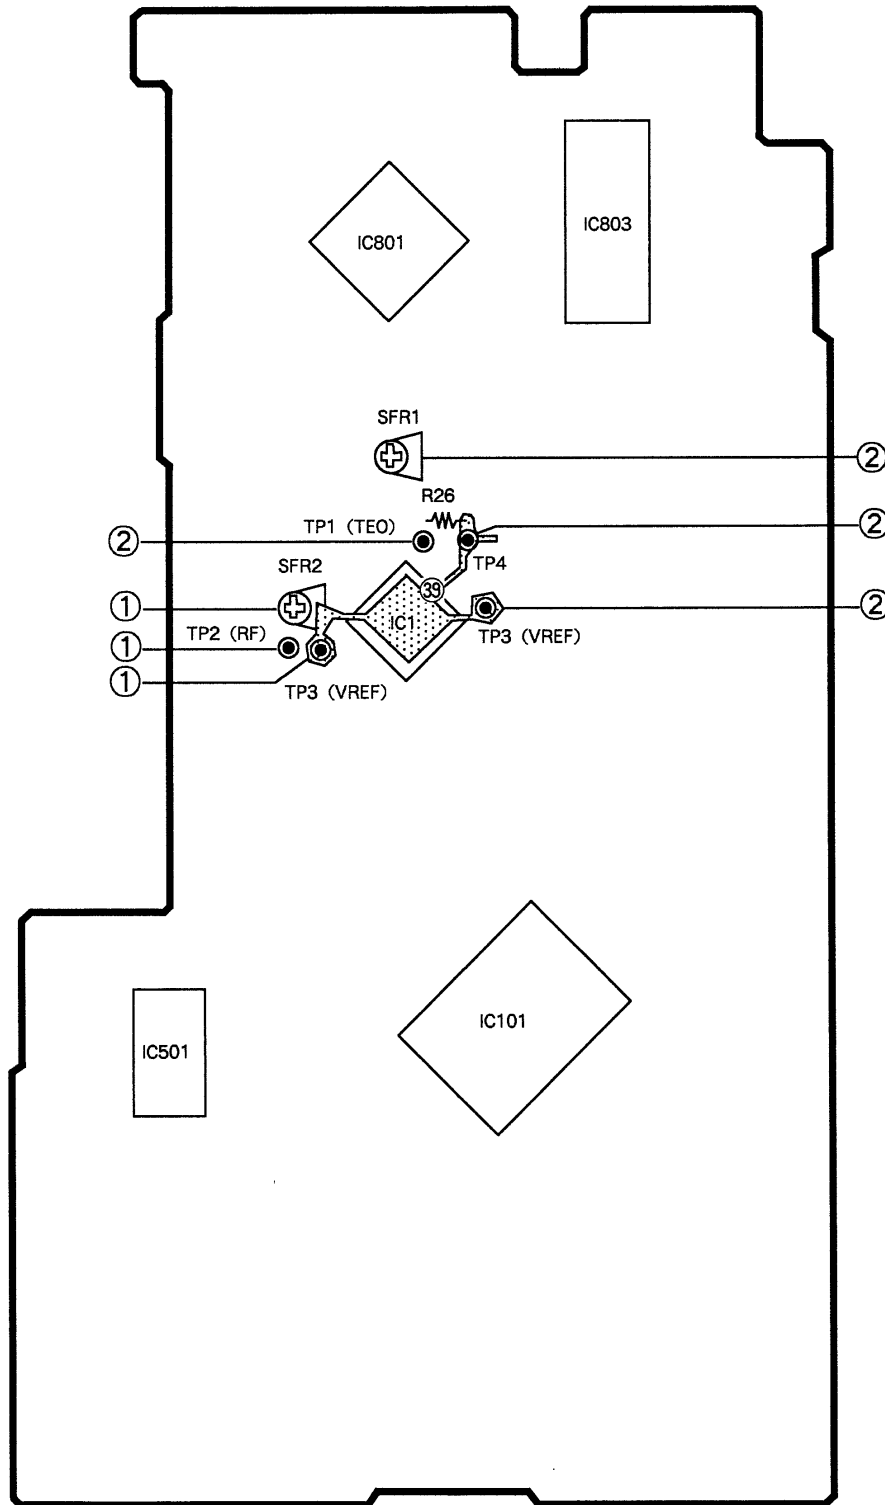 IC801
IC803
SFR1
②
R26
TP1 (TEO)
②
②
TP4
SFR2
㊴
①
IC1
②
TP2 (RF)
TP3 (VREF)
①
①
TP3 (VREF)
IC101
IC501